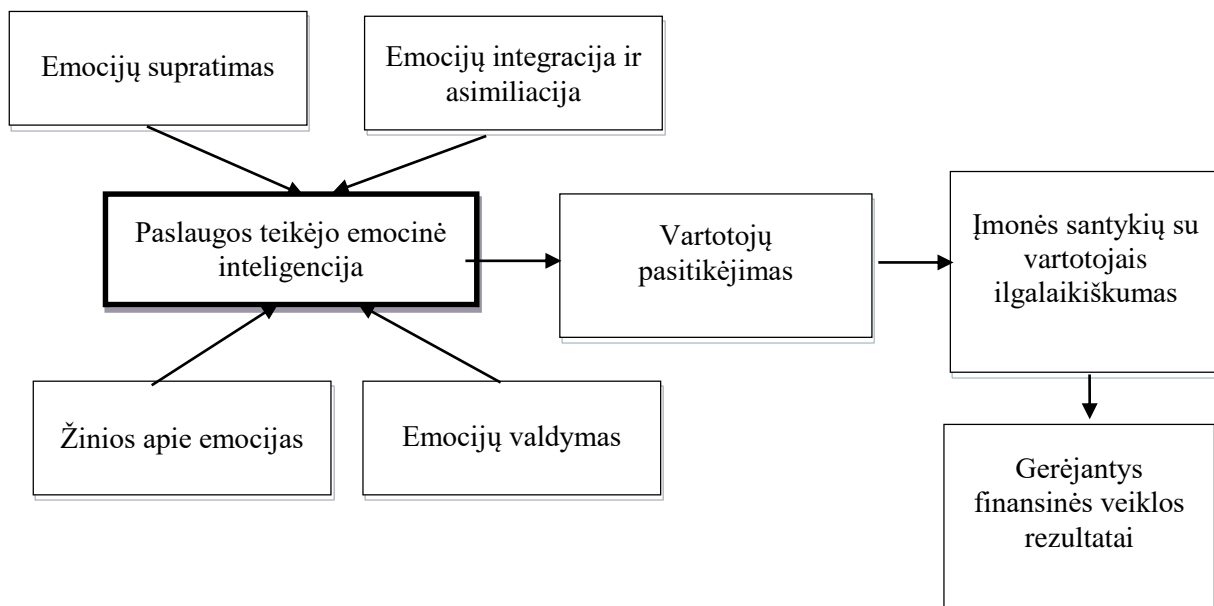 Emocijų supratimas
Emocijų integracija ir
asimiliacija
Paslaugos teikėjo emocinė
inteligencija
Vartotojų
pasitikėjimas
Įmonės santykių su
vartotojais
ilgalaikiškumas
Žinios apie emocijas
Emocijų valdymas
Gerėjantys
finansinės veiklos
rezultatai